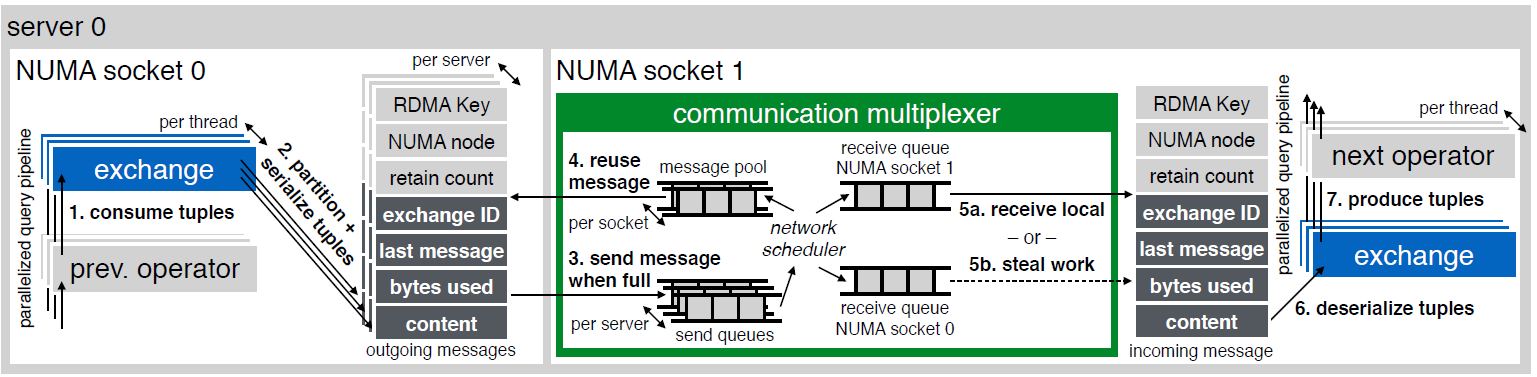 server 0
NUMA socket 0
per server
parallelized query pipeline
per thread
exchange
1. consume tuples
prev. operator
2. partition +
serialize tuples
RDMA Key
NUMA node
retain count
exchange ID
last message
bytes used
content
outgoing messages
NUMA socket 1
communication multiplexer
4. reuse
message
message pool
per socket
3. send message
when full
per server
send queues
network
scheduler
receive queue
NUMA socket 1
5a. receive local
– or –
5b. steal work
receive queue
NUMA socket 0
RDMA Key
NUMA node
retain count
exchange ID
last message
bytes used
content
incoming message
parallelized query pipeline
per thread
next operator
7. produce tuples
exchange
6. deserialize tuples